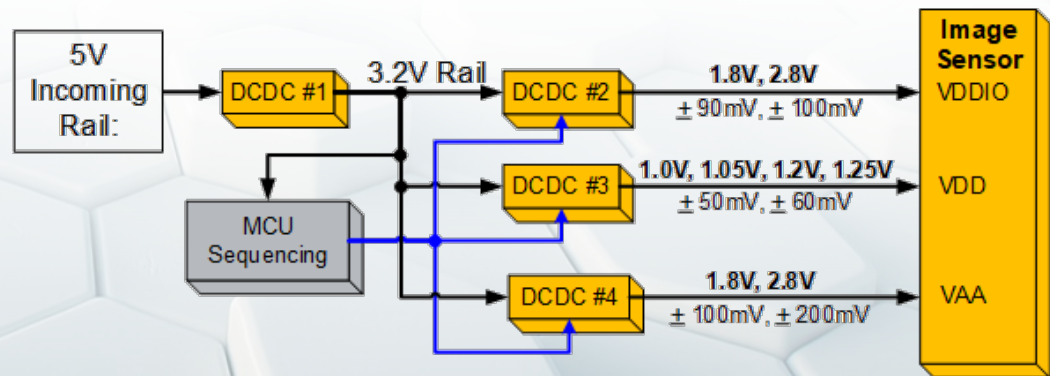 5V
Incoming
Rail:
DCDC #1
3.2V Rail
DCDC #2
1.8V, 2.8V
± 90mV, ± 100mV
Image
Sensor
VDDIO
MCU
Sequencing
DCDC #3
1.0V, 1.05V, 1.2V, 1.25V
± 50mV, ± 60mV
VDD
DCDC #4
1.8V, 2.8V
± 100mV, ± 200mV
VAA